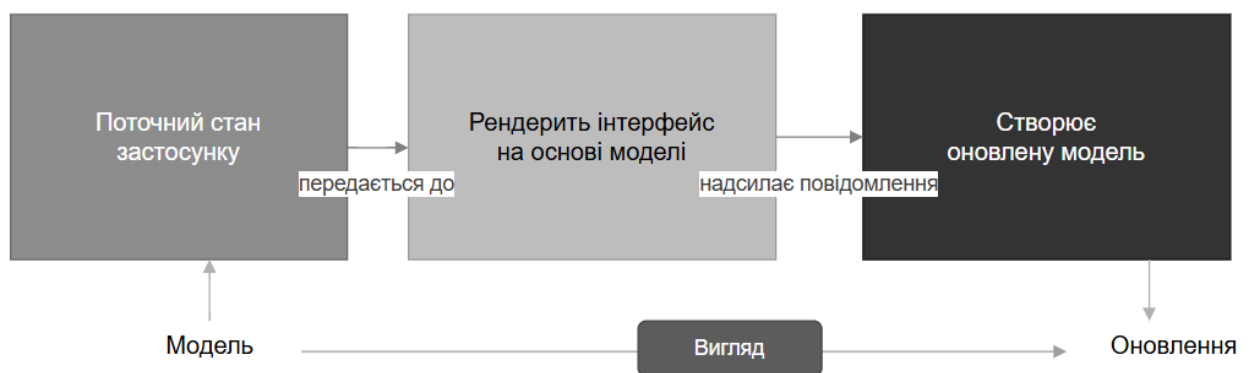 Поточний стан
застосунку
передається до
Рендерить інтерфейс
на основі моделі
надсилає повідомлення
Створює
оновлену модель
Модель
Вигляд
Оновлення